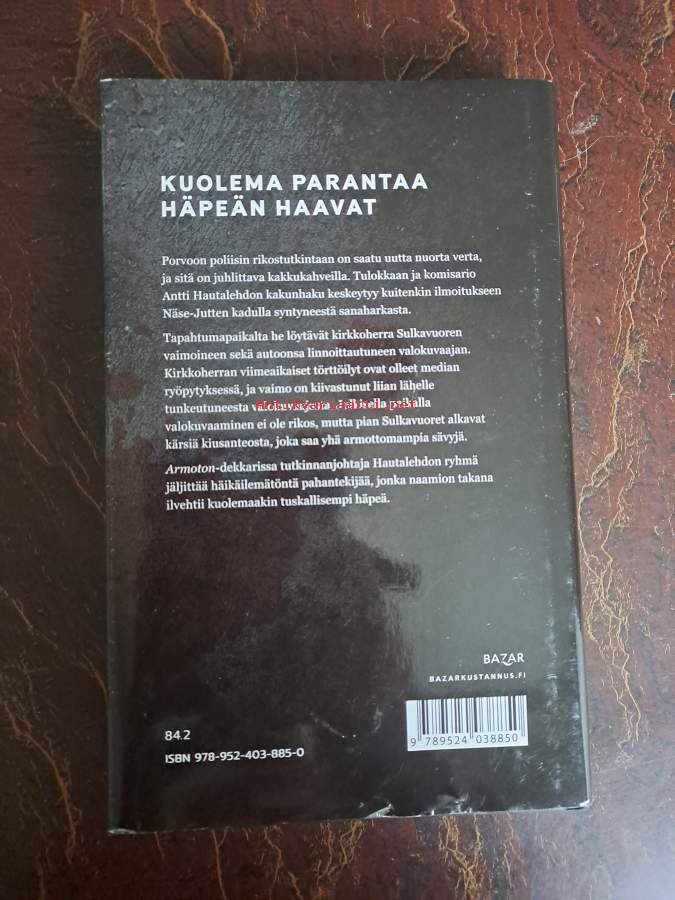 KUOLEMA PARANTAA
HÄPEÄN HAAVAT
Porvoon poliisin rikostutkintaan on saatu uutta nuorta verta,
ja sitä on juhlittava kakkukahveilla. Tulokkaan ja komisario
Antti Hautalehdon kakunhaku keskeytyy kuitenkin ilmoitukseen
Näse-Jutten kadulla syntyneestä sanaharkasta.
Tapahtumapaikalta he löytävät kirkkoherra Sulkavuoren
vaimoineen sekä autoonsa linnoittautuneen valokuvaajan.
Kirkkoherran viimeaikaiset törttöilyt ovat olleet median
ryöpytyksessä, ja vaimo on kiivastunut liian lähelle
tunkeutuneesta valokuvaajasta. paikalla
valokuvaaminen ei ole rikos, mutta pian Sulkavuoret alkavat
kärsiä kiusanteosta, joka saa yhä armottomampia sävyjä.
Armoton-dekkarissa tutkinnanjohtaja Hautalehdon ryhmä
jäljittää häikäilemätöntä pahantekijää, jonka naamion takana
ilvehtii kuolemaakin tuskallisempi häpeä.
BAZAR
BAZARKUSTANNUS.FI
84.2
ISBN 978-952-403-885-0
9 789524 038850